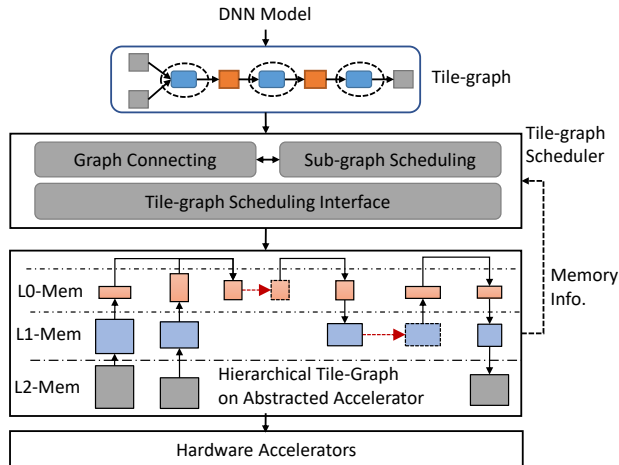 DNN Model
Tile-graph
Tile-graph
Scheduler
Graph Connecting
Sub-graph Scheduling
Tile-graph Scheduling Interface
Memory
Info.
L0-Mem
L1-Mem
L2-Mem
Hierarchical Tile-Graph
on Abstracted Accelerator
Hardware Accelerators